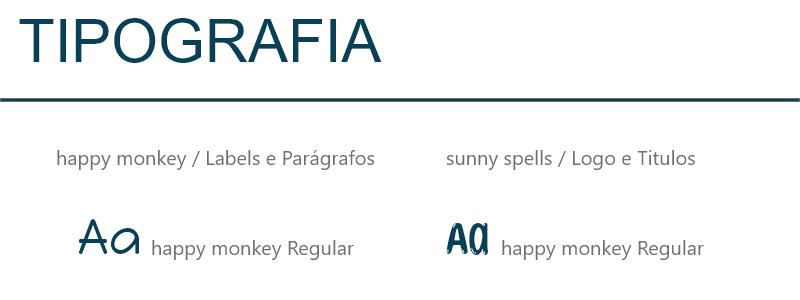 TIPOGRAFIA
happy monkey / Labels e Parágrafos
sunny spells / Logo e Titulos
Aa happy monkey Regular
Aa happy monkey Regular